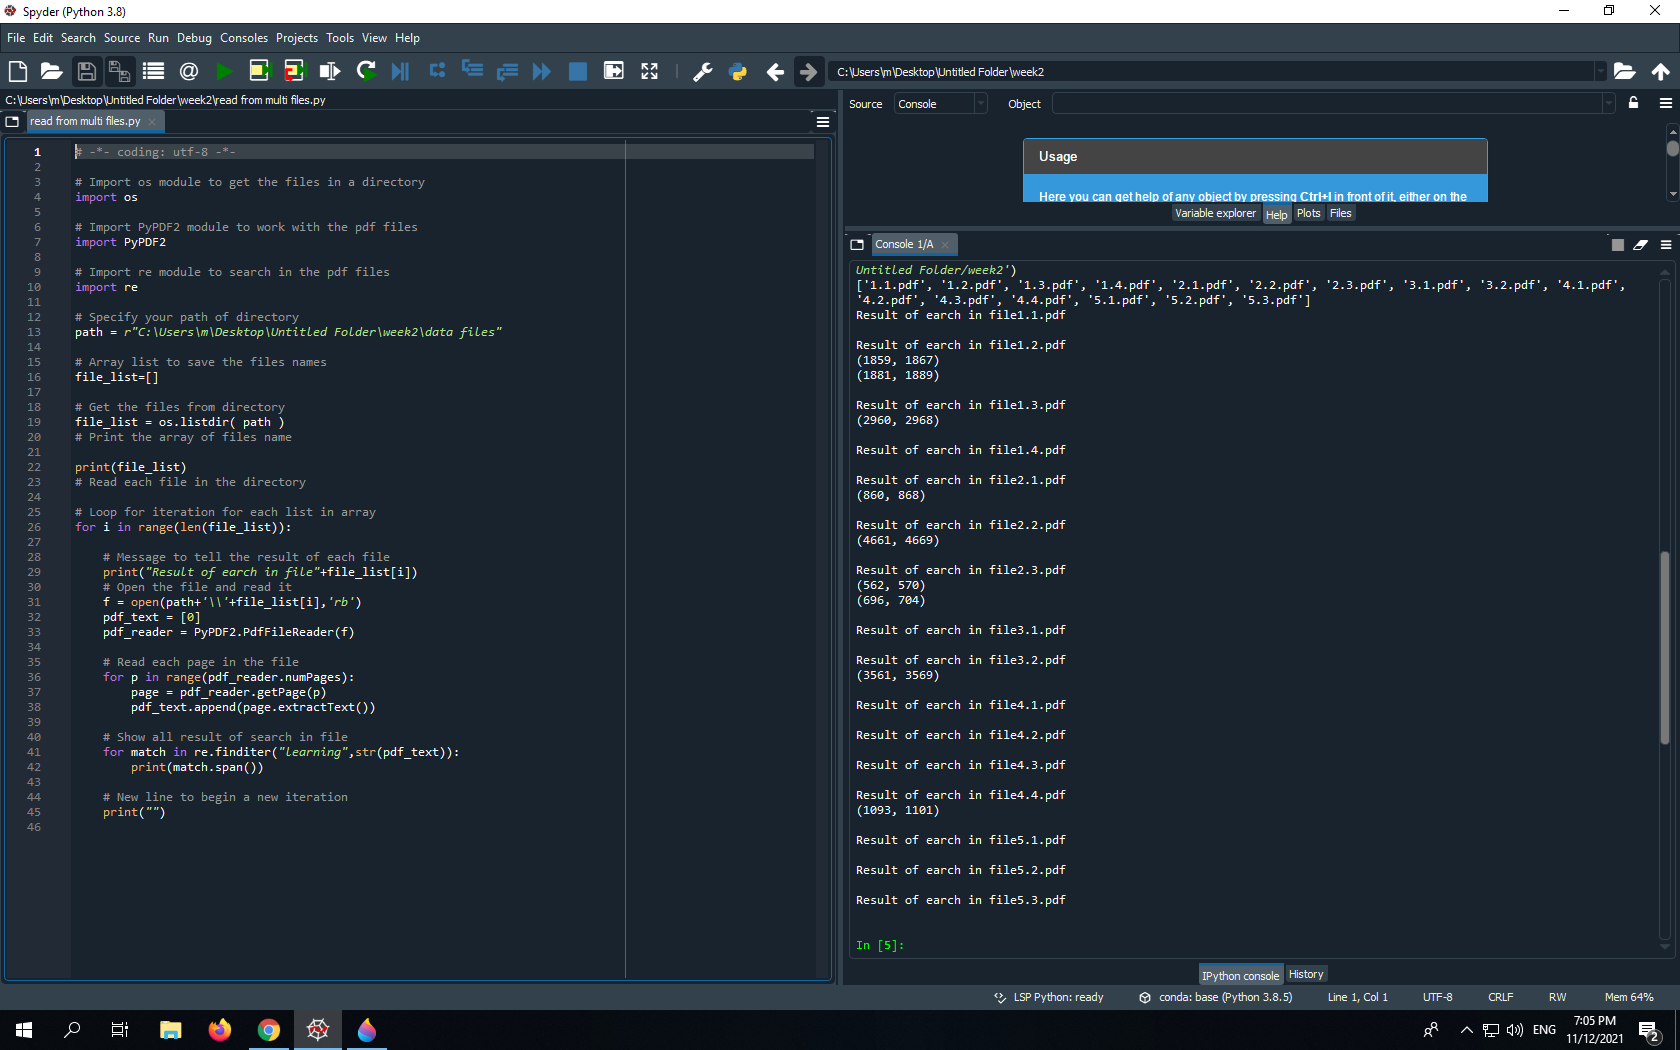 Spyder (Python 3.8)
File Edit Search Source Run Debug Consoles Projects Tools View Help
C:\Users\m\Desktop\Untitled Folder\week2
C:\Users\m\Desktop\Untitled Folder\week2\read from multi files.py
read from multi files.py
1 # -*- coding: utf-8 -*-
2
3 # Import os module to get the files in a directory
4 import os
5
6 # Import PyPDF2 module to work with the pdf files
7 import PyPDF2
8
9 # Import re module to search in the pdf files
10 import re
11
12 # Specify your path of directory
13 path = r"C:\Users\m\Desktop\Untitled Folder\week2\data files"
14
15 # Array list to save the files names
16 file_list=[]
17
18 # Get the files from directory
19 file_list = os.listdir( path )
20 # Print the array of files name
21
22 print(file_list)
23 # Read each file in the directory
24
25 # Loop for iteration for each list in array
26 for i in range(len(file_list)):
27
28     # Message to tell the result of each file
29     print("Result of earch in file"+file_list[i])
30     # Open the file and read it
31     f = open(path+'\\'+file_list[i],'rb')
32     pdf_text = [0]
33     pdf_reader = PyPDF2.PdfFileReader(f)
34
35     # Read each page in the file
36     for p in range(pdf_reader.numPages):
37         page = pdf_reader.getPage(p)
38         pdf_text.append(page.extractText())
39
40     # Show all result of search in file
41     for match in re.finditer("learning",str(pdf_text)):
42         print(match.span())
43
44     # New line to begin a new iteration
45     print("")
46
Source Console Object
Usage
Here you can get help of any object by pressing Ctrl+I in front of it, either on the
Variable explorer Help Plots Files
Console 1/A
Untitled Folder/week2')
['1.1.pdf', '1.2.pdf', '1.3.pdf', '1.4.pdf', '2.1.pdf', '2.2.pdf', '2.3.pdf', '3.1.pdf', '3.2.pdf', '4.1.pdf',
'4.2.pdf', '4.3.pdf', '4.4.pdf', '5.1.pdf', '5.2.pdf', '5.3.pdf']
Result of earch in file1.1.pdf
Result of earch in file1.2.pdf
(1859, 1867)
(1881, 1889)
Result of earch in file1.3.pdf
(2960, 2968)
Result of earch in file1.4.pdf
Result of earch in file2.1.pdf
(860, 868)
Result of earch in file2.2.pdf
(4661, 4669)
Result of earch in file2.3.pdf
(562, 570)
(696, 704)
Result of earch in file3.1.pdf
Result of earch in file3.2.pdf
(3561, 3569)
Result of earch in file4.1.pdf
Result of earch in file4.2.pdf
Result of earch in file4.3.pdf
Result of earch in file4.4.pdf
(1093, 1101)
Result of earch in file5.1.pdf
Result of earch in file5.2.pdf
Result of earch in file5.3.pdf
In [5]:
IPython console History
LSP Python: ready conda: base (Python 3.8.5) Line 1, Col 1 UTF-8 CRLF RW Mem 64%
ENG 7:05 PM
11/12/2021
2